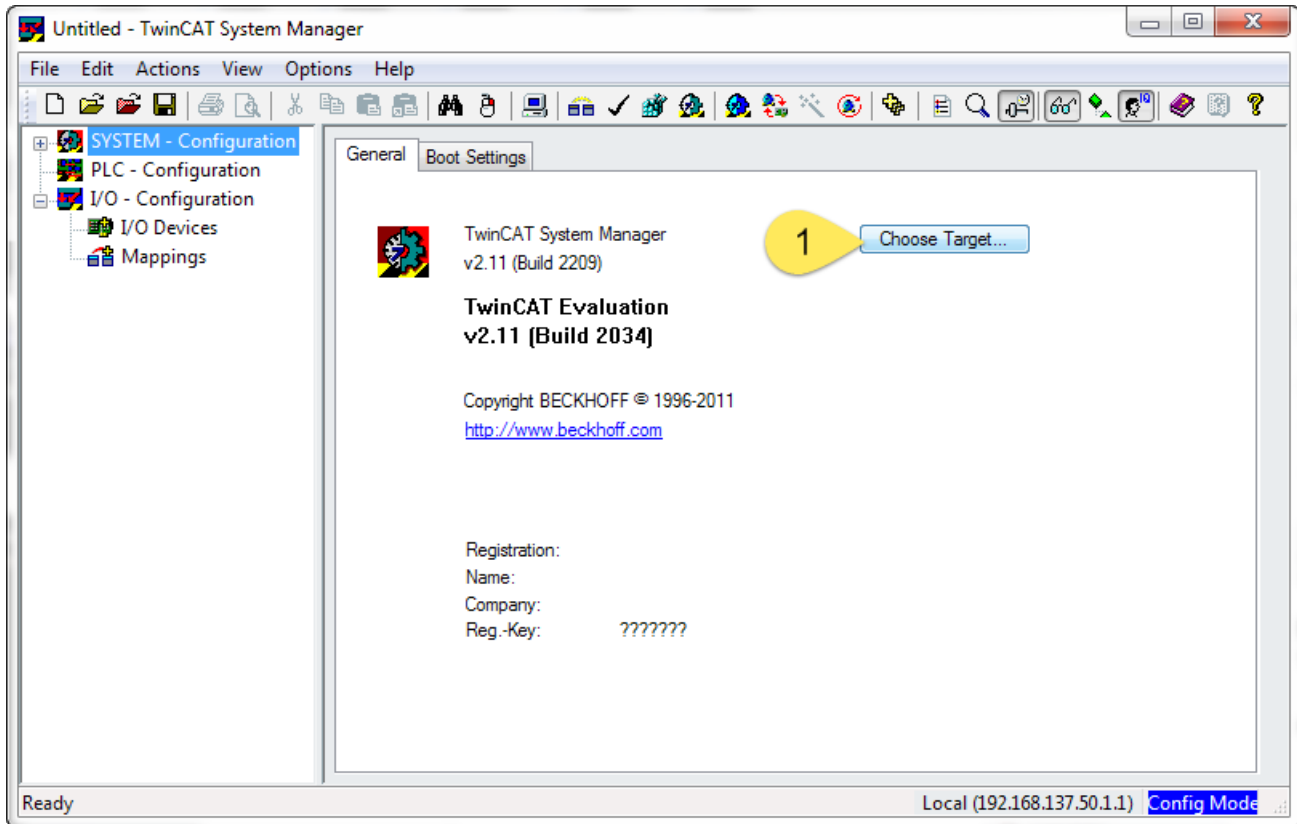 Untitled - TwinCAT System Manager
File Edit Actions View Options Help
SYSTEM - Configuration
PLC - Configuration
I/O - Configuration
I/O Devices
Mappings
General Boot Settings
TwinCAT System Manager
v2.11 (Build 2209)
1
Choose Target...
TwinCAT Evaluation
v2.11 (Build 2034)
Copyright BECKHOFF © 1996-2011
http://www.beckhoff.com
Registration:
Name:
Company:
Reg.-Key: ???????
Ready
Local (192.168.137.50.1.1) Config Mode